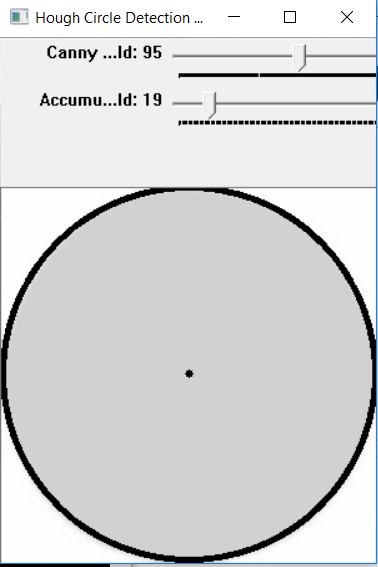 Hough Circle Detection ...
Canny ...ld: 95
Accumu...ld: 19